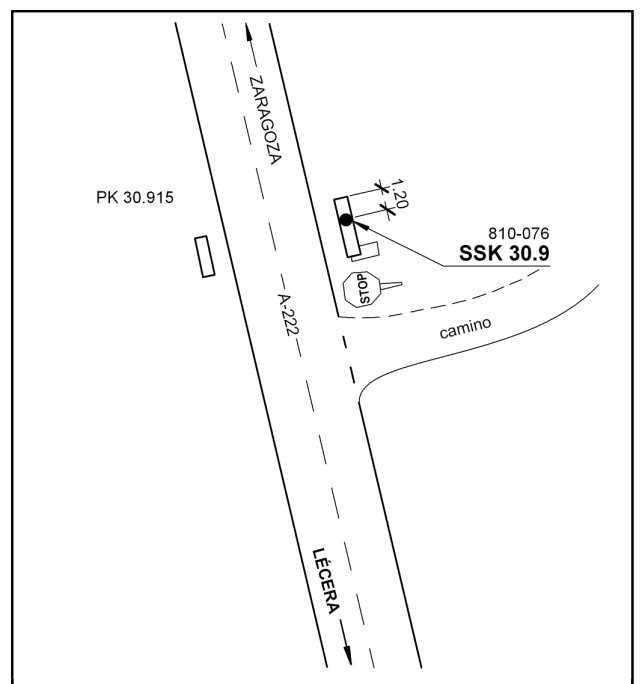 ZARAGOZA
1.20
PK 30.915
810-076
SSK 30.9
STOP
A-222
camino
LÉCERA